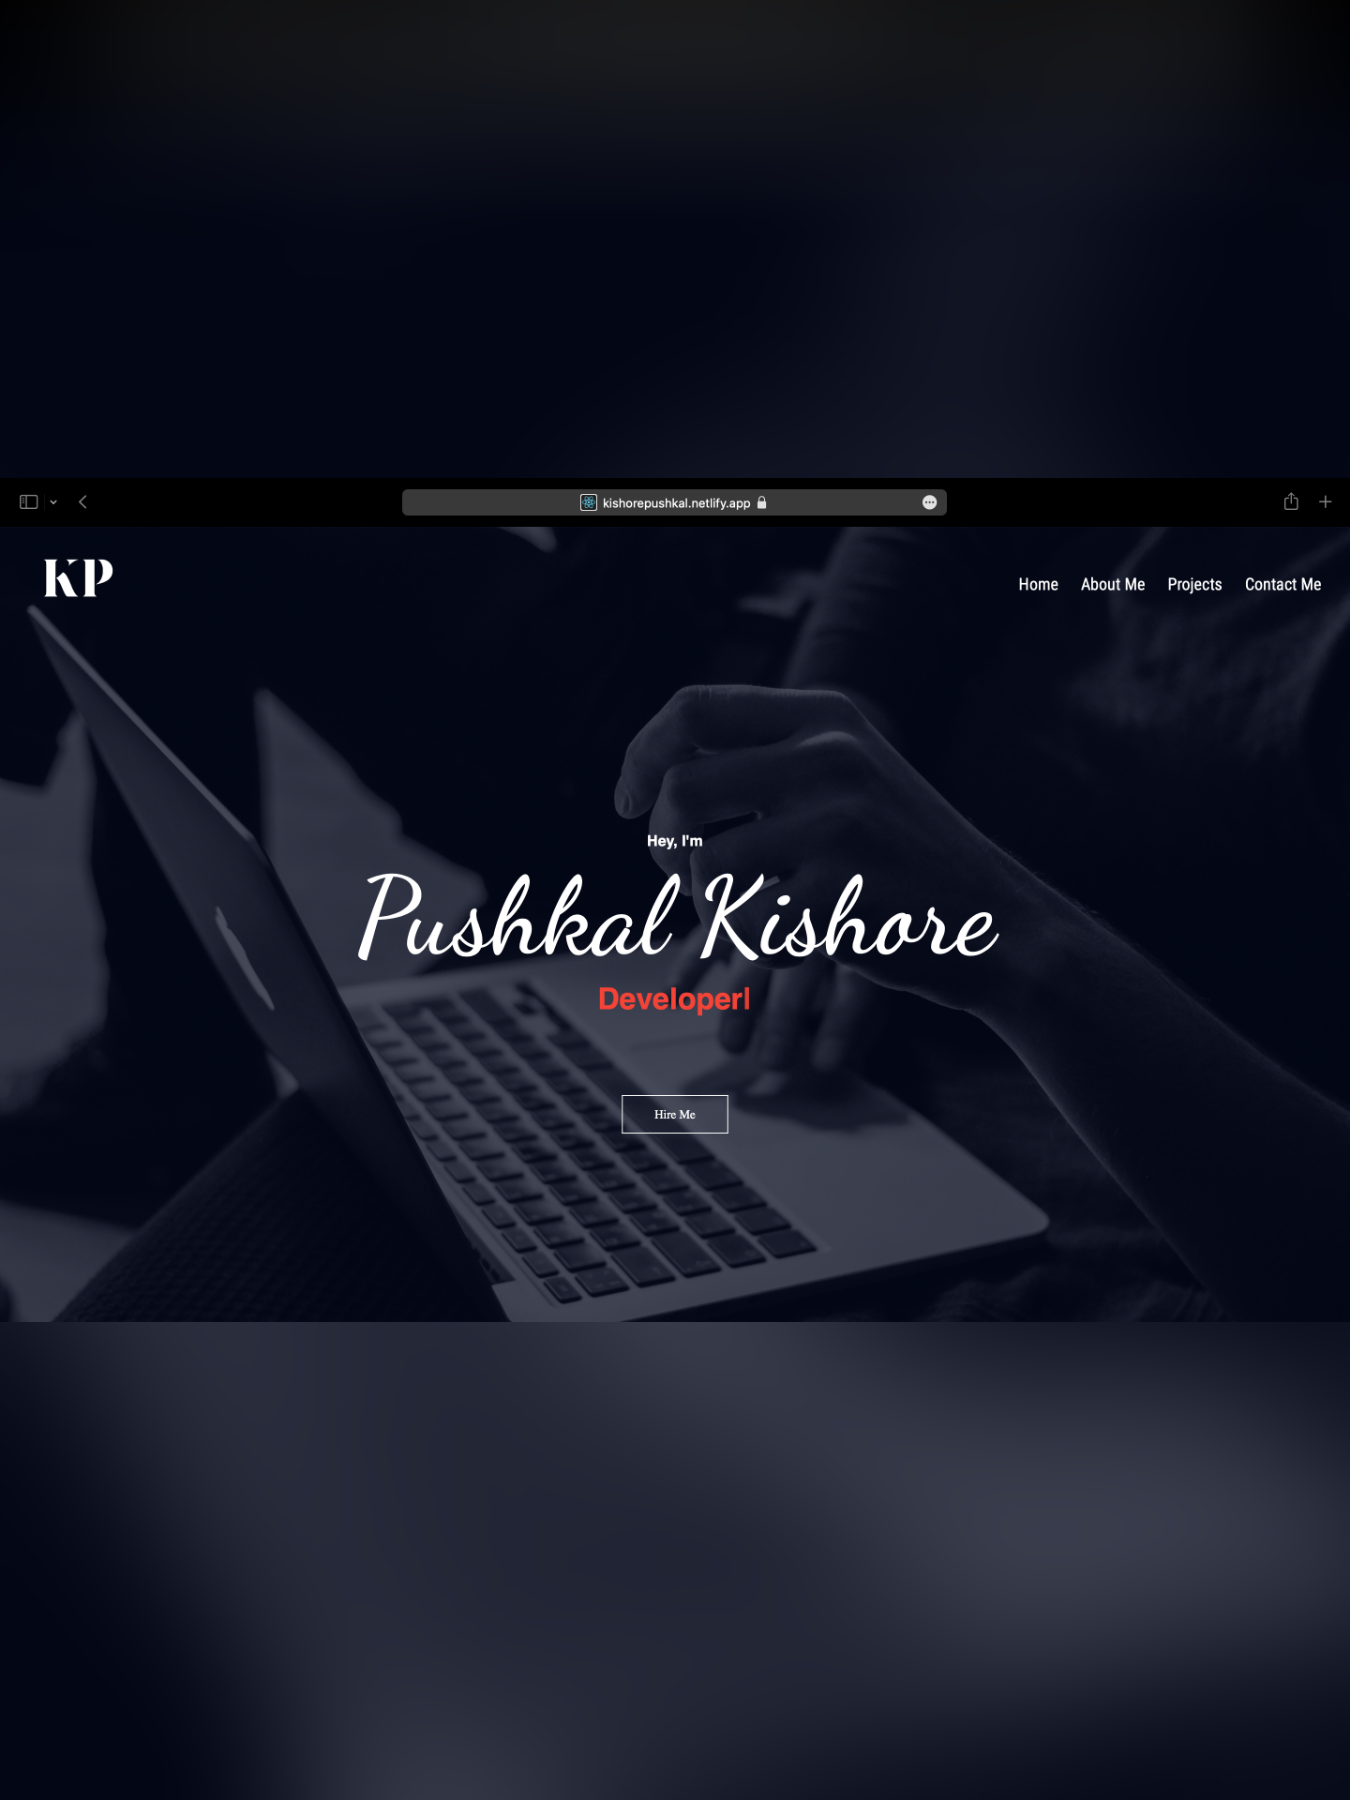 kishorepushkal.netlify.app
KP
Home About Me Projects Contact Me
Hey, I'm
Pushkal Kishore
Developer|
Hire Me